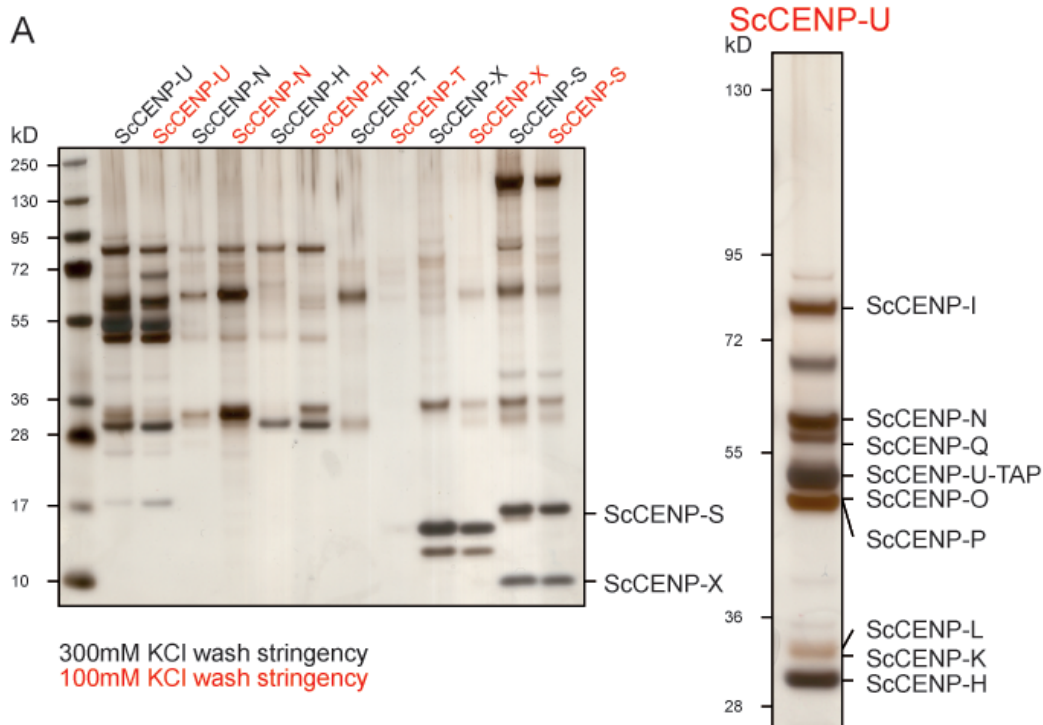 A
kD
ScCENP-U
ScCENP-U
ScCENP-N
ScCENP-N
ScCENP-H
ScCENP-H
ScCENP-T
ScCENP-T
ScCENP-X
ScCENP-X
ScCENP-S
ScCENP-S
250
130
95
72
55
36
28
17
10
ScCENP-S
ScCENP-X
300mM KCl wash stringency
100mM KCl wash stringency
ScCENP-U
kD
130
95
72
55
36
28
ScCENP-I
ScCENP-N
ScCENP-Q
ScCENP-U-TAP
ScCENP-O
ScCENP-P
ScCENP-L
ScCENP-K
ScCENP-H